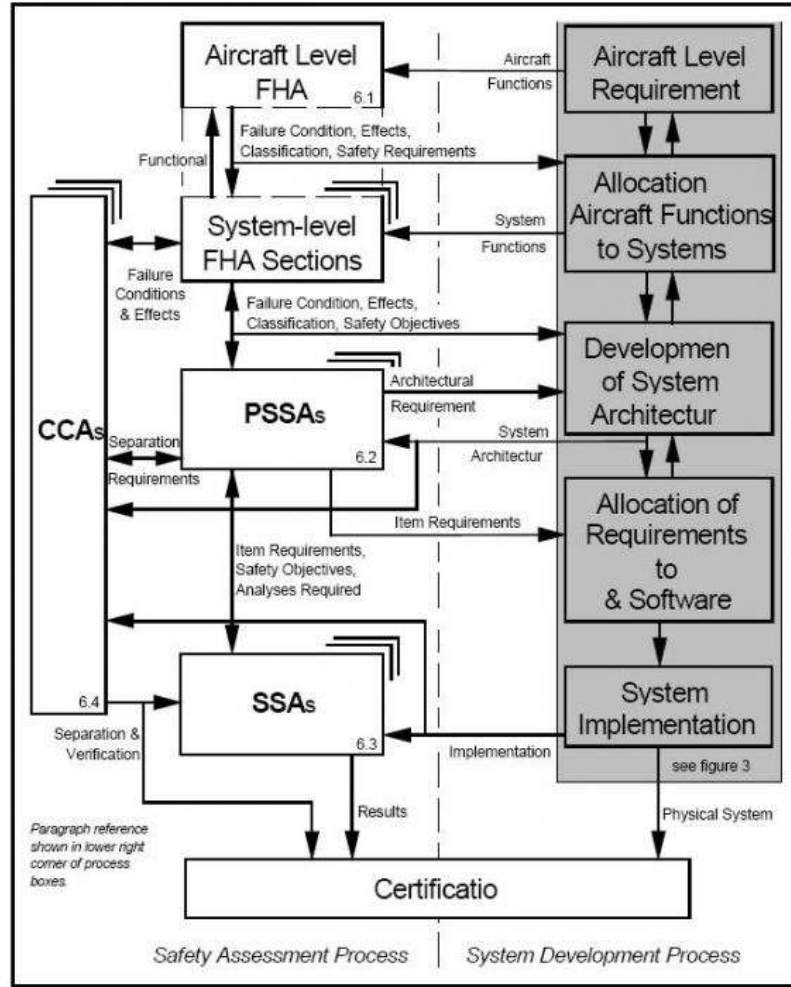 Aircraft Level
FHA
6.1
Aircraft
Functions
Aircraft Level
Requirement
Functional
Failure Condition, Effects,
Classification, Safety Requirements
Allocation
Aircraft Functions
to Systems
System-level
FHA Sections
System
Functions
Failure
Conditions
& Effects
Failure Condition, Effects,
Classification, Safety Objectives
Developmen
of System
Architectur
CCAs
6.4
PSSAs
6.2
Architectural
Requirement
Separation
Requirements
System
Architectur
Item Requirements
Allocation of
Requirements
to
& Software
Item Requirements,
Safety Objectives,
Analyses Required
SSAs
6.3
System
Implementation
see figure 3
Separation &
Verification
Implementation
Results
Physical System
Paragraph reference
shown in lower right
corner of process
boxes.
Certificatio
Safety Assessment Process
System Development Process